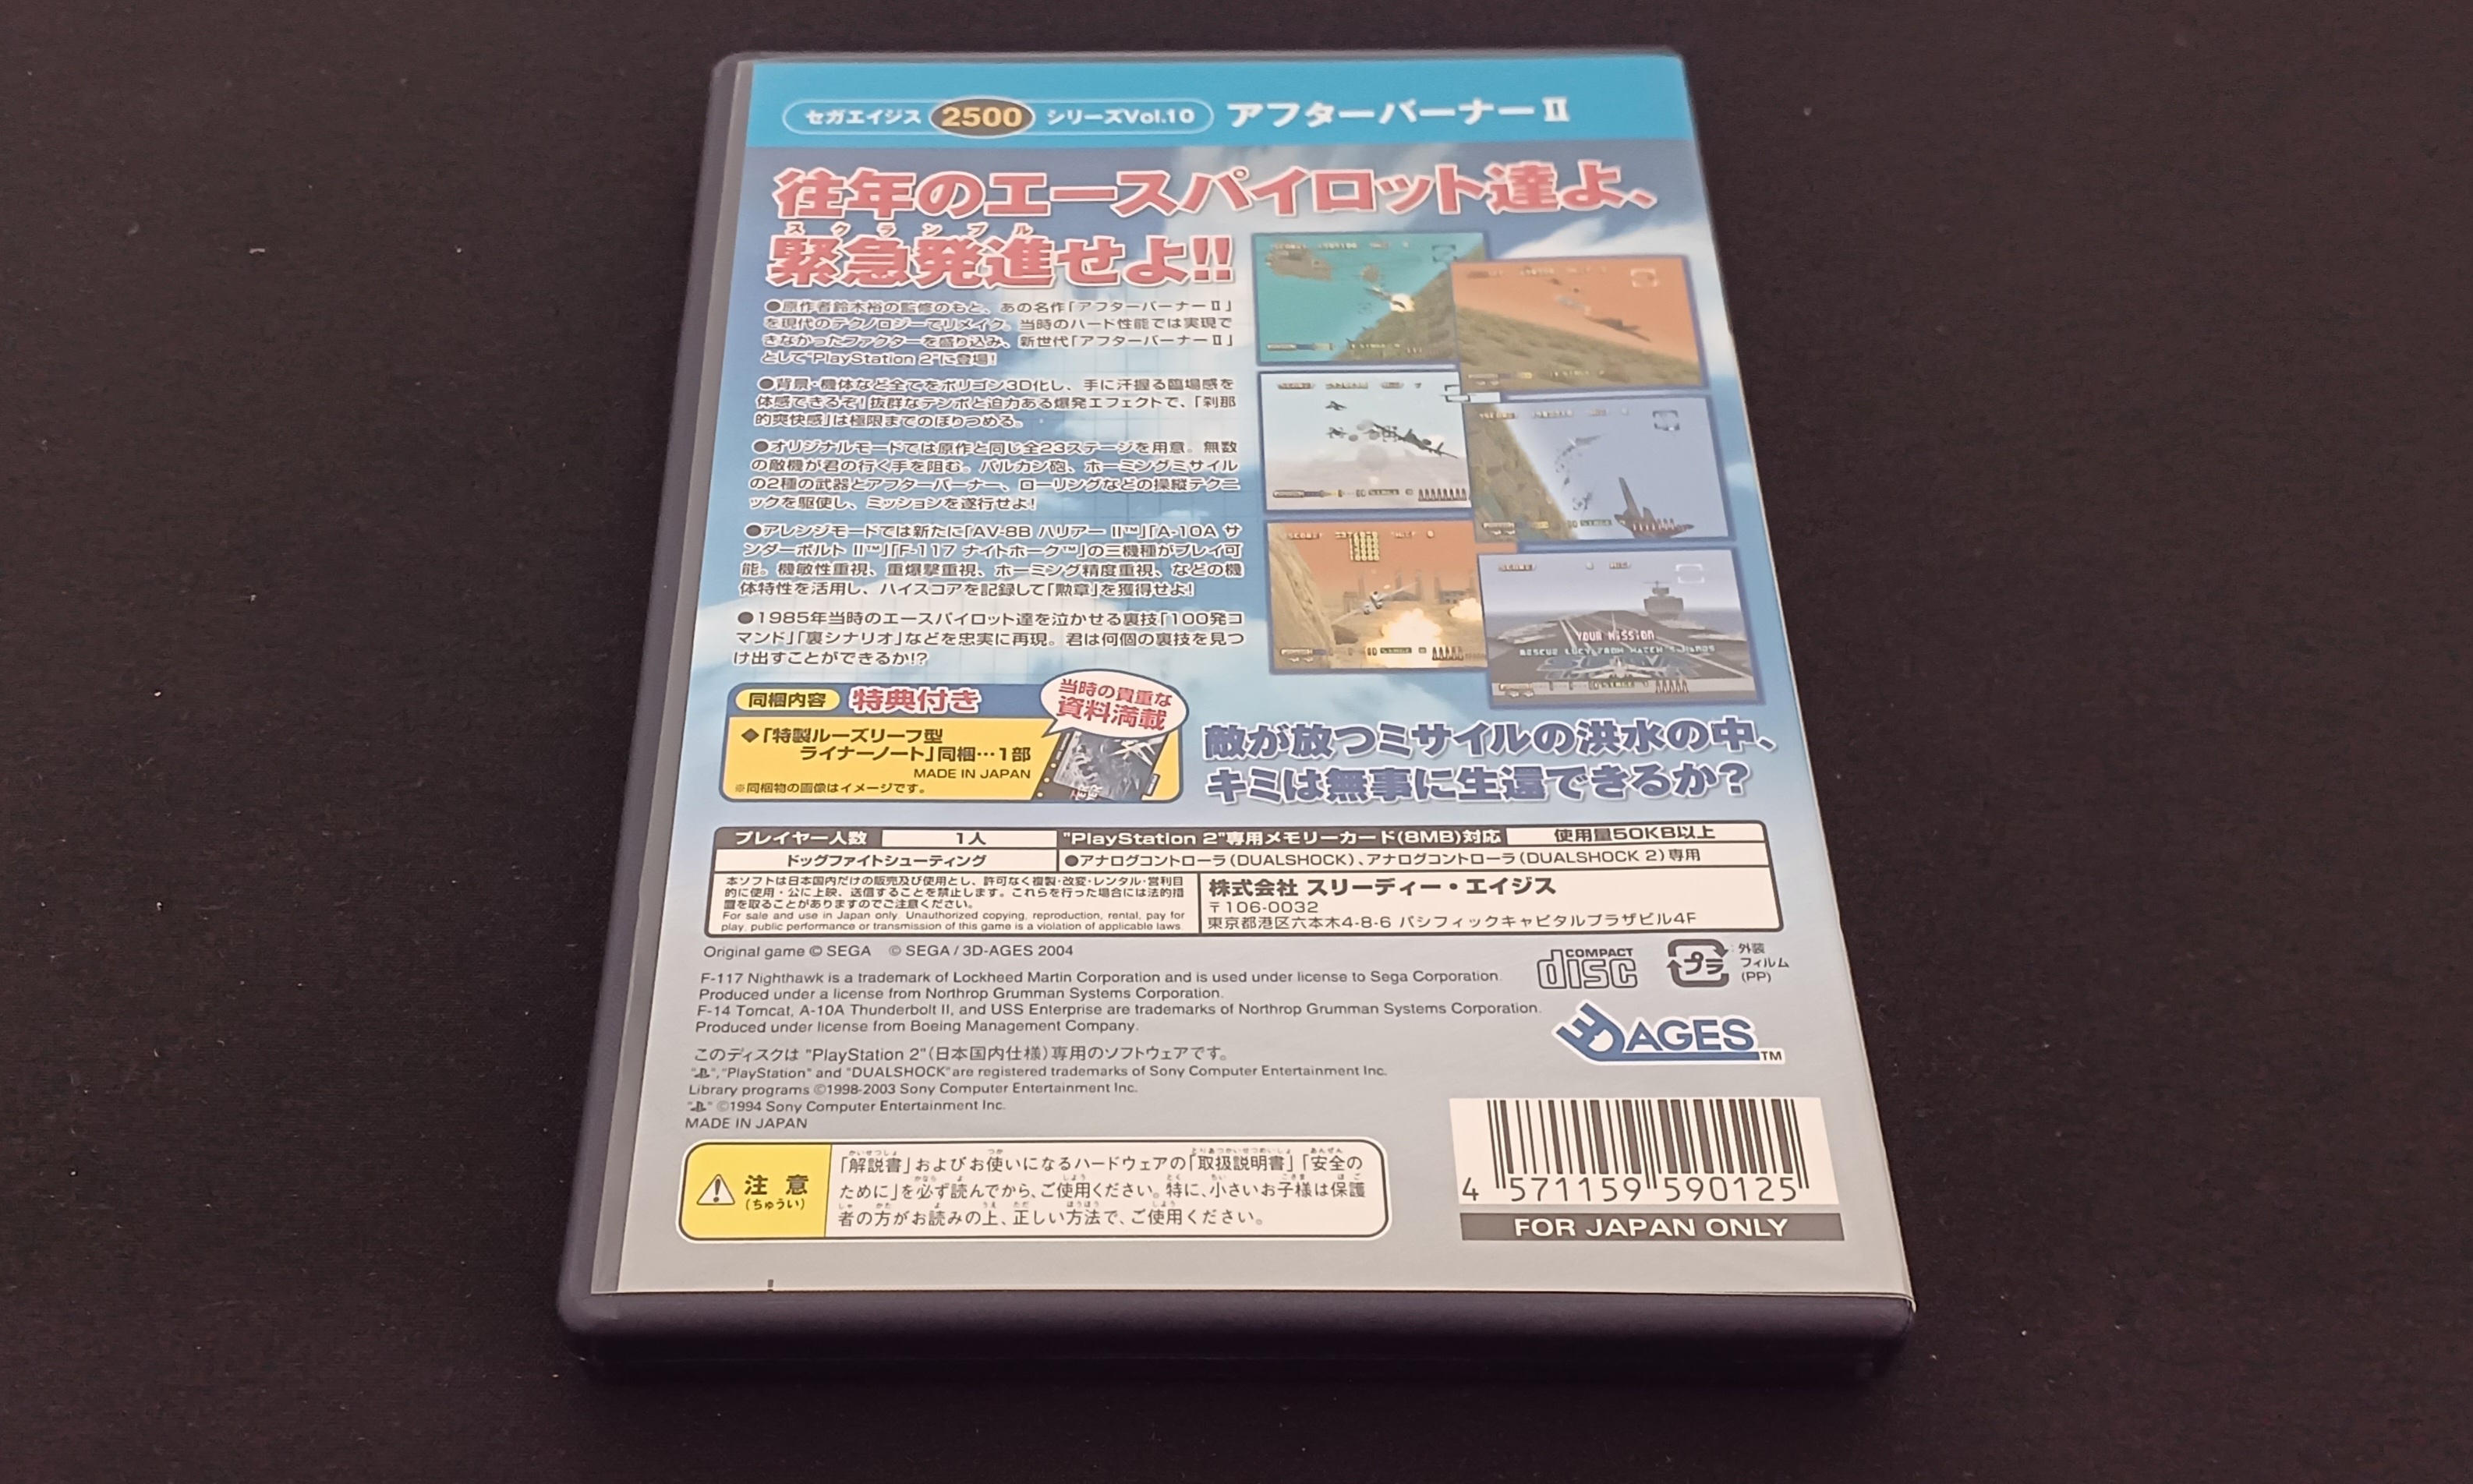 セガエイジス 2500 シリーズVol.10 アフターバーナーII
往年のエースパイロット達よ、
スクランブル
緊急発進せよ!!
●原作者鈴木裕の監修のもと、あの名作「アフターバーナーII」
を現代のテクノロジーでリメイク。当時のハード性能では実現で
きなかったファクターを盛り込み、新世代「アフターバーナーII」
として"PlayStation 2"に登場!
●背景・機体など全てをポリゴン3D化し、手に汗握る臨場感を
体感できるぞ!抜群なテンポと迫力ある爆発エフェクトで、「刹那
的爽快感」は極限までのぼりつめる。
●オリジナルモードでは原作と同じ全23ステージを用意。無数
の敵機が君の行く手を阻む。バルカン砲、ホーミングミサイル
の2種の武器とアフターバーナー、ローリングなどの操縦テクニ
ックを駆使し、ミッションを遂行せよ!
●アレンジモードでは新たに「AV-8B ハリアー II™」「A-10A サ
ンダーボルト II™」「F-117 ナイトホーク™」の三機種がプレイ可
能。機敏性重視、重爆撃重視、ホーミング精度重視、などの機
体特性を活用し、ハイスコアを記録して「勲章」を獲得せよ!
●1985年当時のエースパイロット達を泣かせる裏技「100発コ
マンド」「裏シナリオ」などを忠実に再現。君は何個の裏技を見つ
け出すことができるか!?
YOUR MISSION
同梱内容 特典付き
当時の貴重な
資料満載
◆「特製ルーズリーフ型
ライナーノート」同梱…1部
MADE IN JAPAN
※同梱物の画像はイメージです。
敵が放つミサイルの洪水の中、
キミは無事に生還できるか?
プレイヤー人数 1人 "PlayStation 2"専用メモリーカード(8MB)対応 使用量50KB以上
ドッグファイトシューティング ●アナログコントローラ(DUALSHOCK)、アナログコントローラ(DUALSHOCK 2)専用
本ソフトは日本国内だけの販売及び使用とし、許可なく複製・改変・レンタル・営利目
的に使用・公に上映、送信することを禁止します。これらを行った場合には法的措
置を取ることがありますのでご注意ください。
For sale and use in Japan only. Unauthorized copying, reproduction, rental, pay for
play, public performance or transmission of this game is a violation of applicable laws.
株式会社 スリーディー・エイジス
〒106-0032
東京都港区六本木4-8-6 パシフィックキャピタルプラザビル4F
Original game © SEGA © SEGA / 3D-AGES 2004
F-117 Nighthawk is a trademark of Lockheed Martin Corporation and is used under license to Sega Corporation.
Produced under a license from Northrop Grumman Systems Corporation.
F-14 Tomcat, A-10A Thunderbolt II, and USS Enterprise are trademarks of Northrop Grumman Systems Corporation.
Produced under license from Boeing Management Company.
COMPACT
disc
プラ
外装
フィルム
(PP)
3D AGES™
このディスクは "PlayStation 2"(日本国内仕様)専用のソフトウェアです。
" ","PlayStation" and "DUALSHOCK"are registered trademarks of Sony Computer Entertainment Inc.
Library programs ©1998-2003 Sony Computer Entertainment Inc.
" " ©1994 Sony Computer Entertainment Inc.
MADE IN JAPAN
注意
(ちゅうい)
「解説書」およびお使いになるハードウェアの「取扱説明書」「安全の
ために」を必ず読んでから、ご使用ください。特に、小さいお子様は保護
者の方がお読みの上、正しい方法で、ご使用ください。
4 571159 590125
FOR JAPAN ONLY